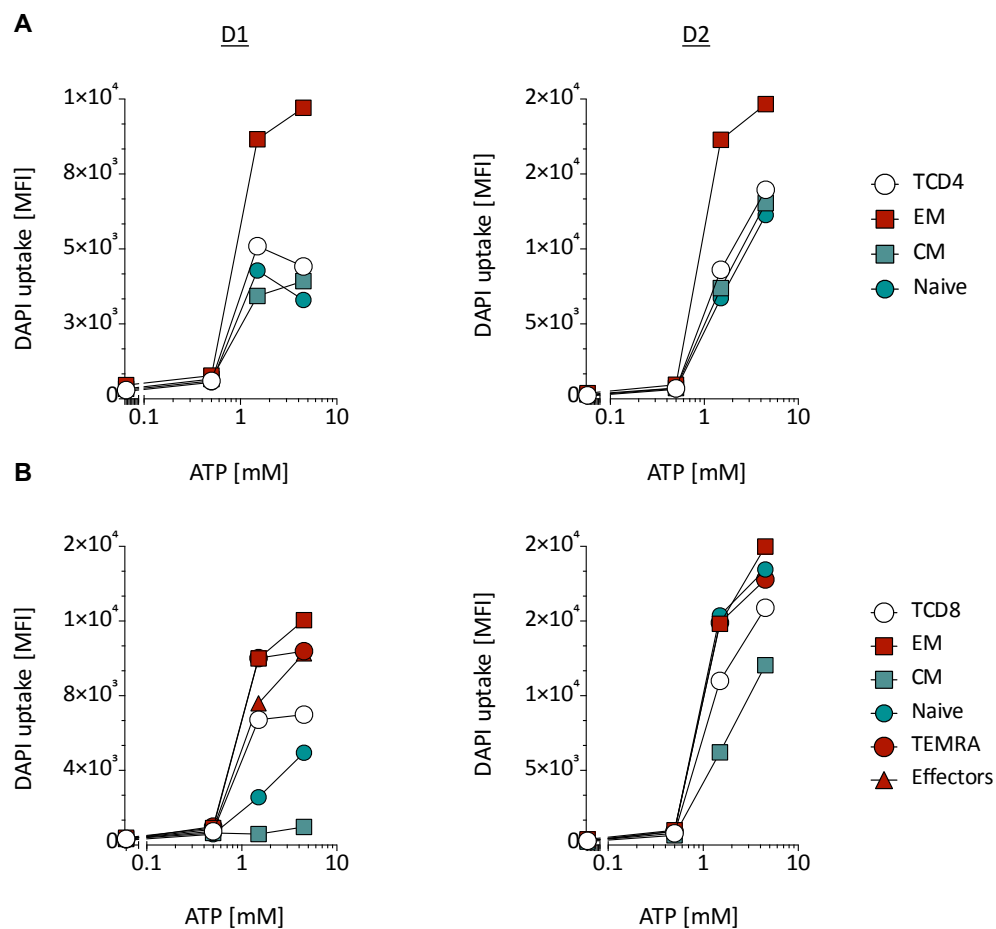 A
D1
D2
1×10⁴
8×10³
5×10³
3×10³
0
DAPI uptake [MFI]
0.1
1
10
ATP [mM]
2×10⁴
2×10⁴
1×10⁴
5×10³
0
DAPI uptake [MFI]
0.1
1
10
ATP [mM]
TCD4
EM
CM
Naive
B
2×10⁴
1×10⁴
8×10³
4×10³
0
DAPI uptake [MFI]
0.1
1
10
ATP [mM]
2×10⁴
2×10⁴
1×10⁴
5×10³
0
DAPI uptake [MFI]
0.1
1
10
ATP [mM]
TCD8
EM
CM
Naive
TEMRA
Effectors